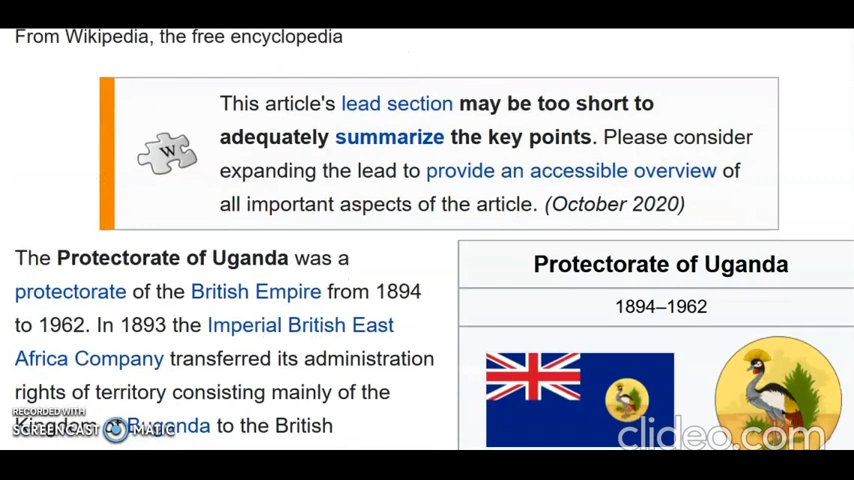 From Wikipedia, the free encyclopedia
This article's lead section may be too short to
adequately summarize the key points. Please consider
expanding the lead to provide an accessible overview of
all important aspects of the article. (October 2020)
W
The Protectorate of Uganda was a
protectorate of the British Empire from 1894
to 1962. In 1893 the Imperial British East
Africa Company transferred its administration
rights of territory consisting mainly of the
Kingdom of Buganda to the British
Protectorate of Uganda
1894–1962
RECORDED WITH
SCREENCAST MATIC
clideo.com